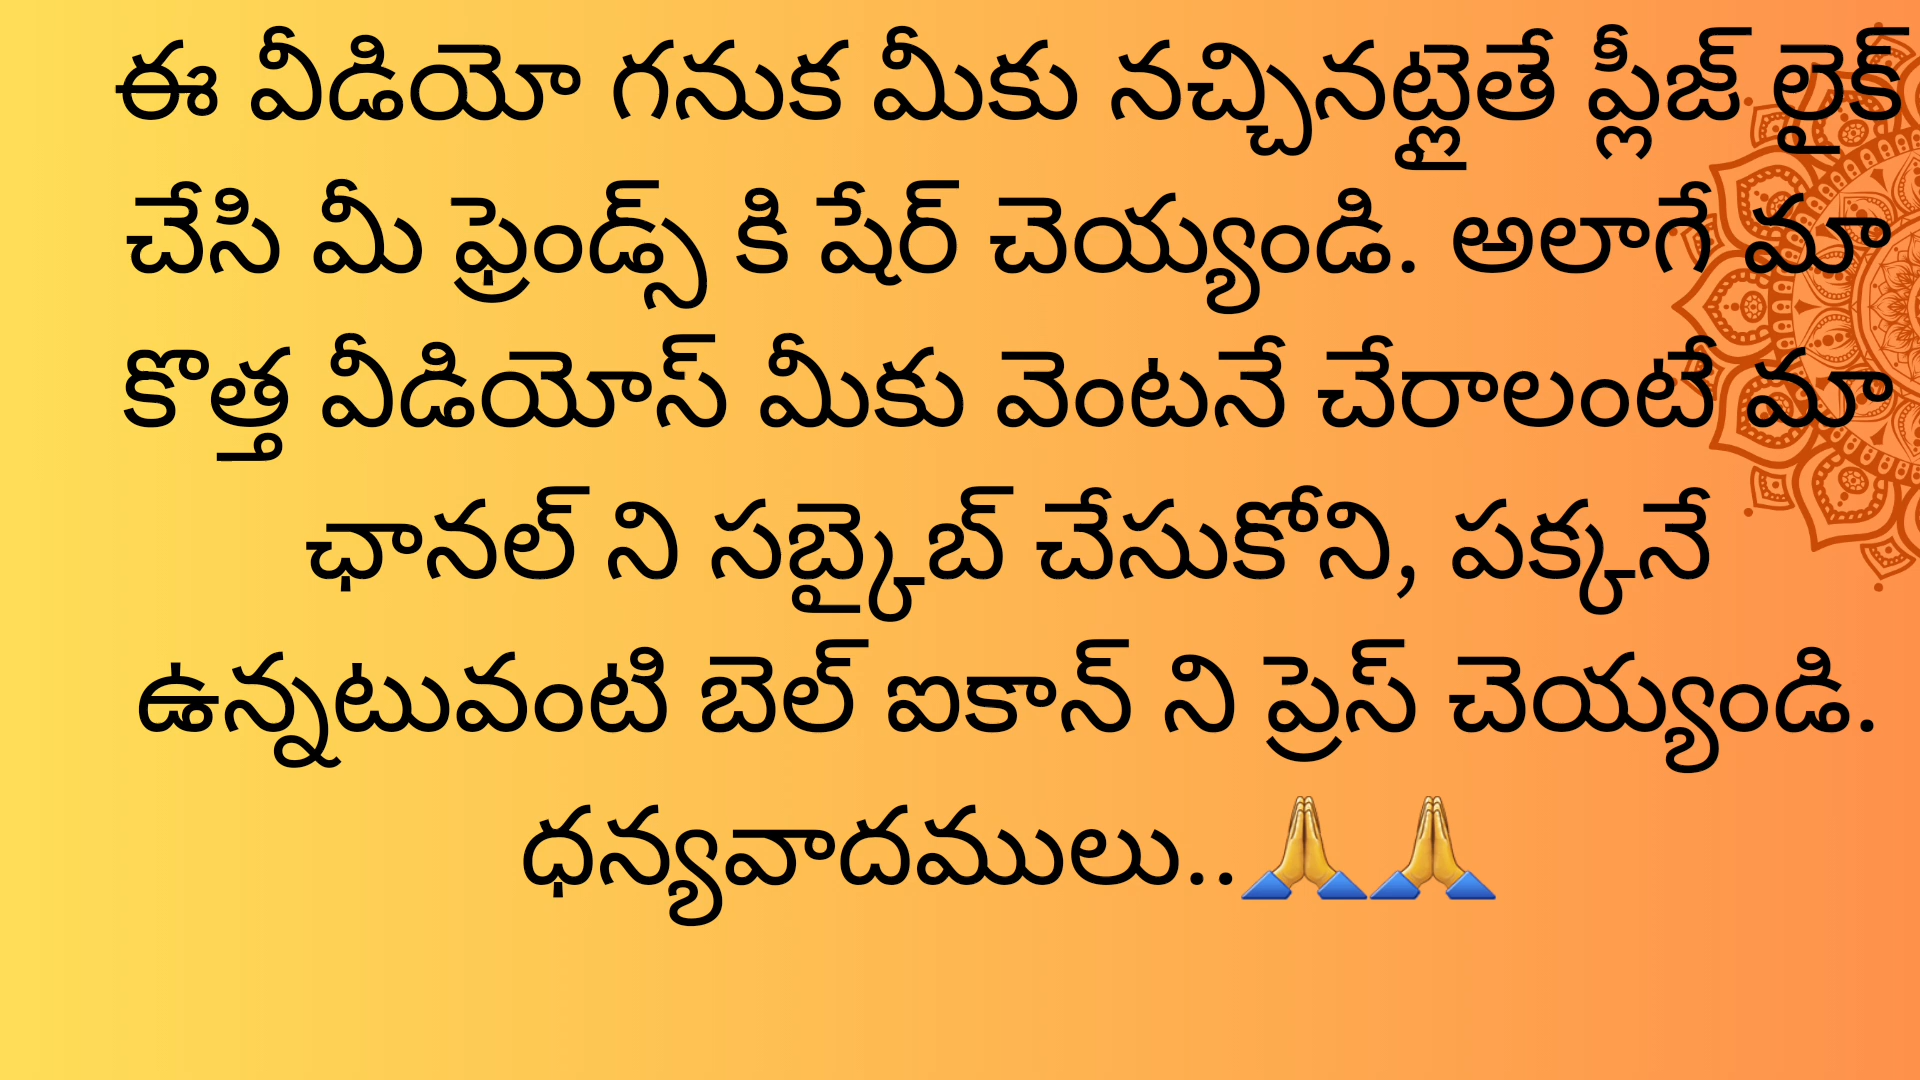 ఈ వీడియో గనుక మీకు నచ్చినట్లైతే ప్లీజ్ లైక్
చేసి మీ ఫ్రెండ్స్ కి షేర్ చెయ్యండి. అలాగే మా
కొత్త వీడియోస్ మీకు వెంటనే చేరాలంటే మా
ఛానల్ ని సబ్కైబ్ చేసుకోని, పక్కనే
ఉన్నటువంటి బెల్ ఐకాన్ ని ప్రెస్ చెయ్యండి.
ధన్యవాదములు..🙏🙏